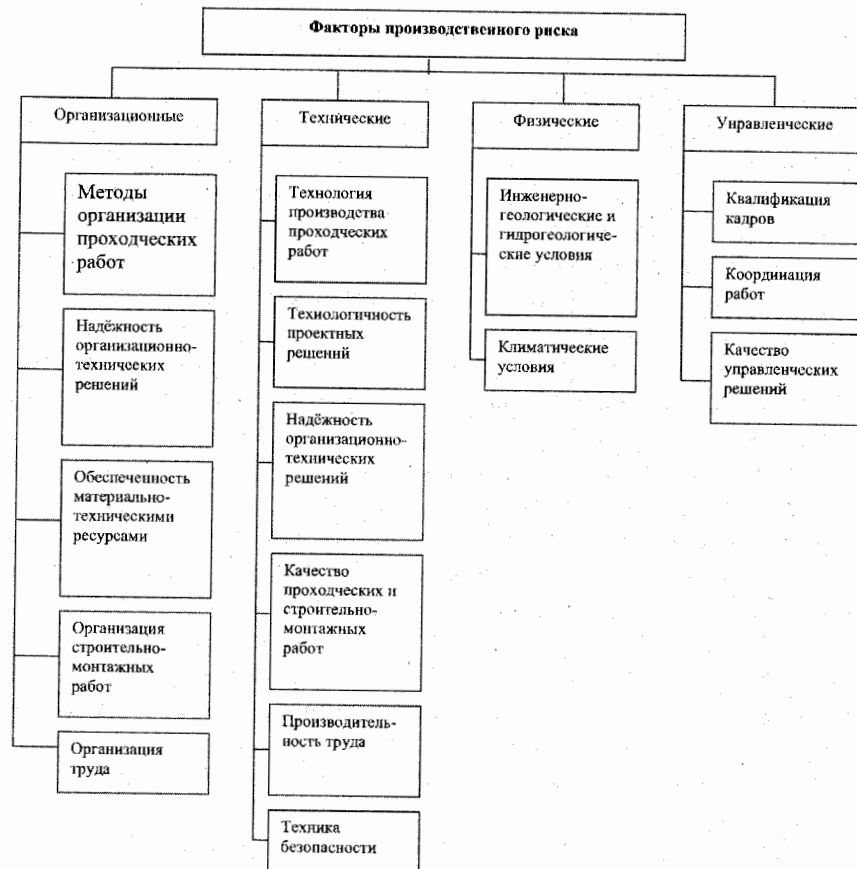 Факторы производственного риска
Организационные
Методы
организации
проходческих
работ
Надёжность
организационно-
технических
решений
Обеспеченность
материально-
техническими
ресурсами
Организация
строительно-
монтажных
работ
Организация
труда
Технические
Технология
производства
проходческих
работ
Технологичность
проектных
решений
Надёжность
организационно-
технических
решений
Качество
проходческих и
строительно-
монтажных
работ
Производитель-
ность труда
Техника
безопасности
Физические
Инженерно-
геологические и
гидрогеологиче-
ские условия
Климатические
условия
Управленческие
Квалификация
кадров
Координация
работ
Качество
управленческих
решений